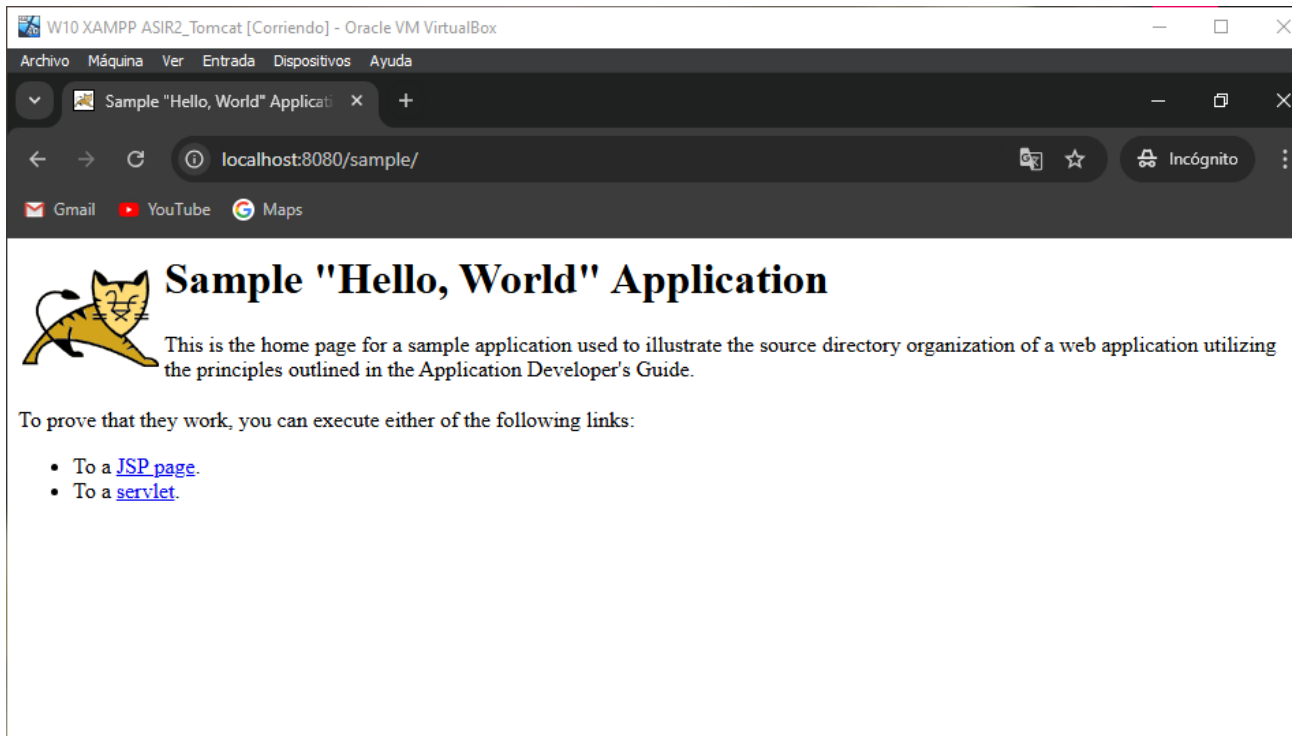 W10 XAMPP ASIR2_Tomcat [Corriendo] - Oracle VM VirtualBox
Archivo Máquina Ver Entrada Dispositivos Ayuda
Sample "Hello, World" Applicati
localhost:8080/sample/
Incógnito
Gmail YouTube Maps
Sample "Hello, World" Application
This is the home page for a sample application used to illustrate the source directory organization of a web application utilizing
the principles outlined in the Application Developer's Guide.
To prove that they work, you can execute either of the following links:
• To a JSP page.
• To a servlet.